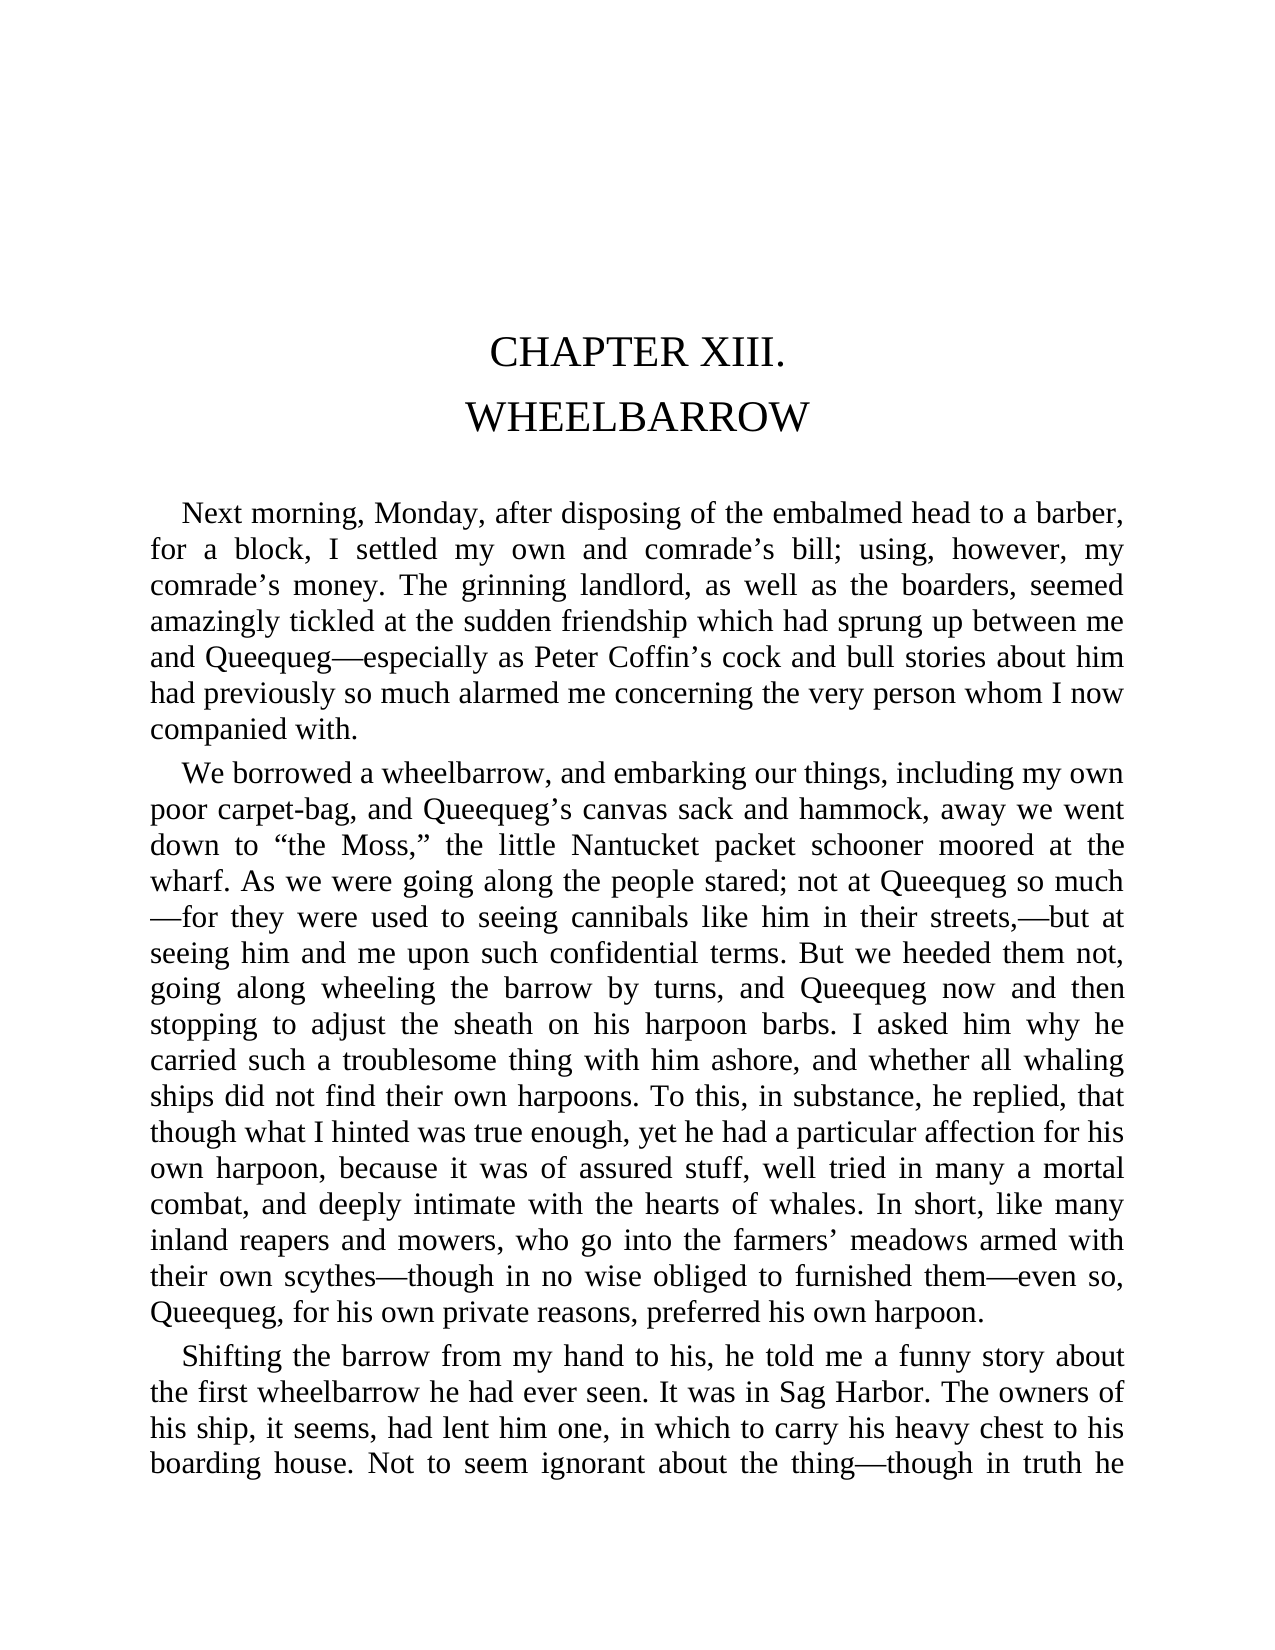 CHAPTER XIII.
WHEELBARROW
Next morning, Monday, after disposing of the embalmed head to a barber,
for a block, I settled my own and comrade’s bill; using, however, my
comrade’s money. The grinning landlord, as well as the boarders, seemed
amazingly tickled at the sudden friendship which had sprung up between me
and Queequeg—especially as Peter Coffin’s cock and bull stories about him
had previously so much alarmed me concerning the very person whom I now
companied with.
We borrowed a wheelbarrow, and embarking our things, including my own
poor carpet-bag, and Queequeg’s canvas sack and hammock, away we went
down to “the Moss,” the little Nantucket packet schooner moored at the
wharf. As we were going along the people stared; not at Queequeg so much
—for they were used to seeing cannibals like him in their streets,—but at
seeing him and me upon such confidential terms. But we heeded them not,
going along wheeling the barrow by turns, and Queequeg now and then
stopping to adjust the sheath on his harpoon barbs. I asked him why he
carried such a troublesome thing with him ashore, and whether all whaling
ships did not find their own harpoons. To this, in substance, he replied, that
though what I hinted was true enough, yet he had a particular affection for his
own harpoon, because it was of assured stuff, well tried in many a mortal
combat, and deeply intimate with the hearts of whales. In short, like many
inland reapers and mowers, who go into the farmers’ meadows armed with
their own scythes—though in no wise obliged to furnished them—even so,
Queequeg, for his own private reasons, preferred his own harpoon.
Shifting the barrow from my hand to his, he told me a funny story about
the first wheelbarrow he had ever seen. It was in Sag Harbor. The owners of
his ship, it seems, had lent him one, in which to carry his heavy chest to his
boarding house. Not to seem ignorant about the thing—though in truth he